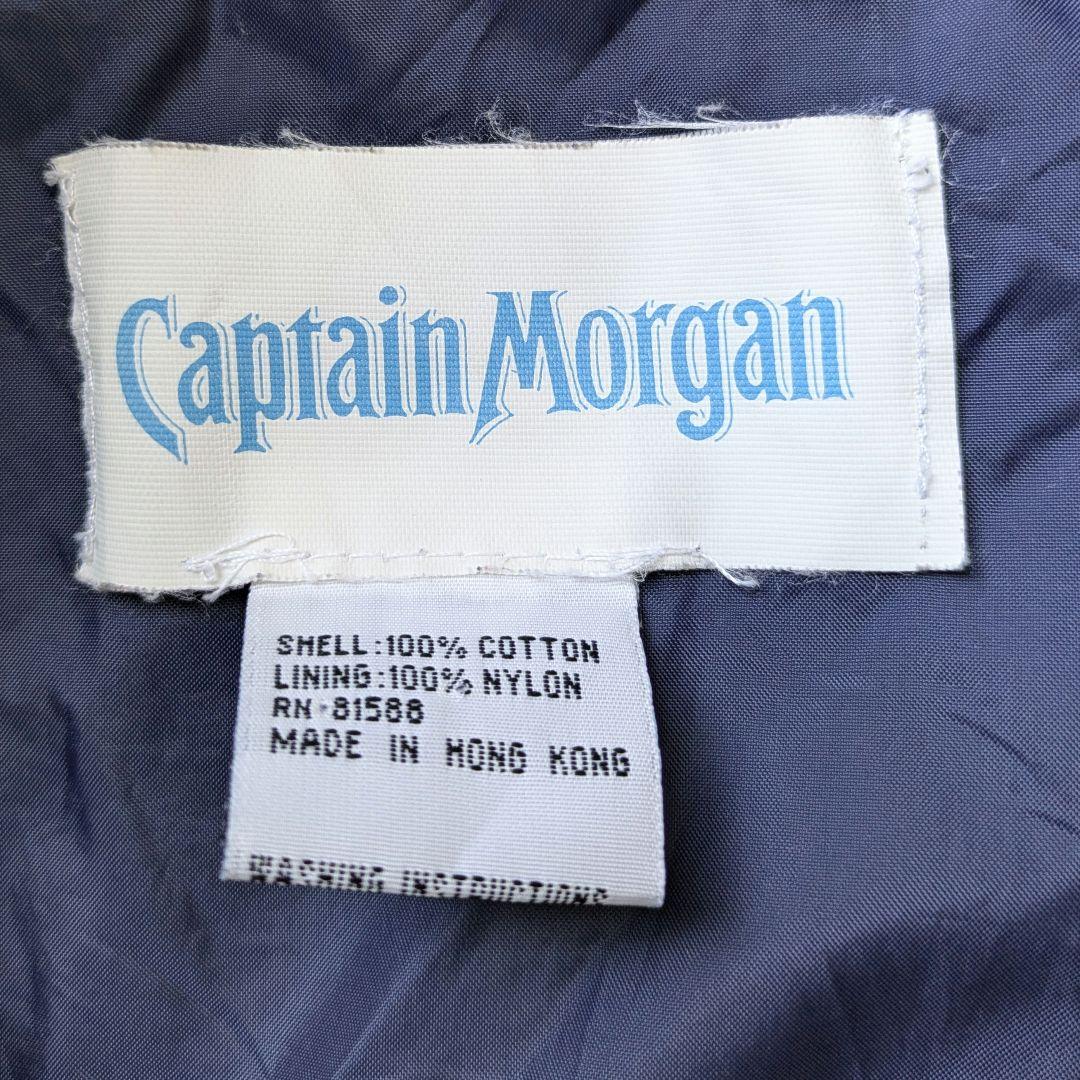 Captain Morgan
SHELL:100% COTTON
LINING:100% NYLON
RN·81588
MADE IN HONG KONG
WASHING INSTRUCTIONS